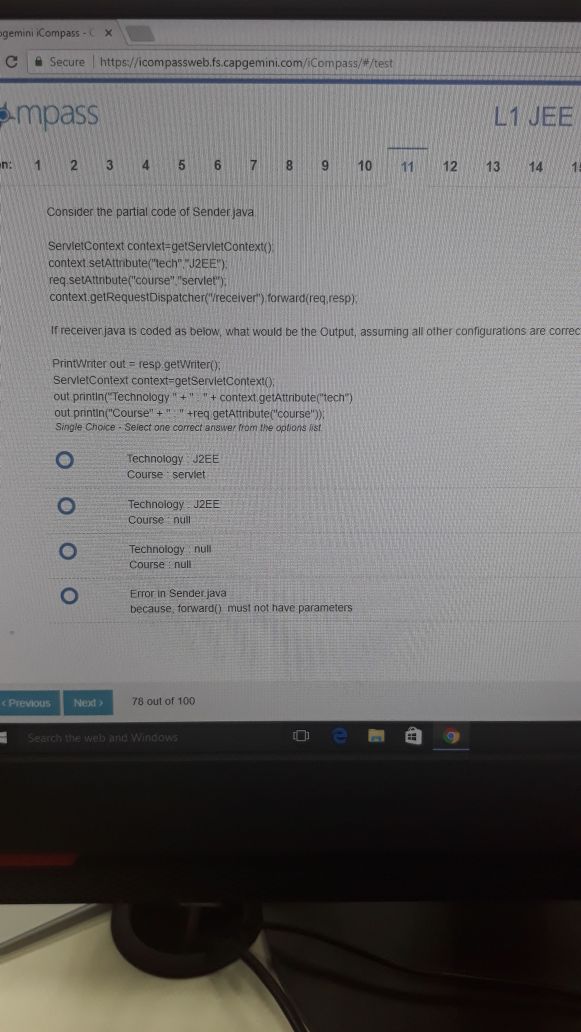 pgemini iCompass - C ×
Secure | https://icompassweb.fs.capgemini.com/iCompass/#/test
mpass
L1 JEE
n: 1 2 3 4 5 6 7 8 9 10 11 12 13 14 15
Consider the partial code of Sender.java
ServletContext context=getServletContext();
context.setAttribute("tech","J2EE");
req.setAttribute("course","servlet");
context.getRequestDispatcher("/receiver").forward(req,resp);
If receiver.java is coded as below, what would be the Output, assuming all other configurations are correc
PrintWriter out = resp.getWriter();
ServletContext context=getServletContext();
out.println("Technology " + " : " + context.getAttribute("tech")
out.println("Course" + " : " +req.getAttribute("course"));
Single Choice - Select one correct answer from the options list
Technology : J2EE
Course : servlet
Technology : J2EE
Course : null
Technology : null
Course : null
Error in Sender.java
because, forward() must not have parameters
< Previous Next > 78 out of 100
Search the web and Windows